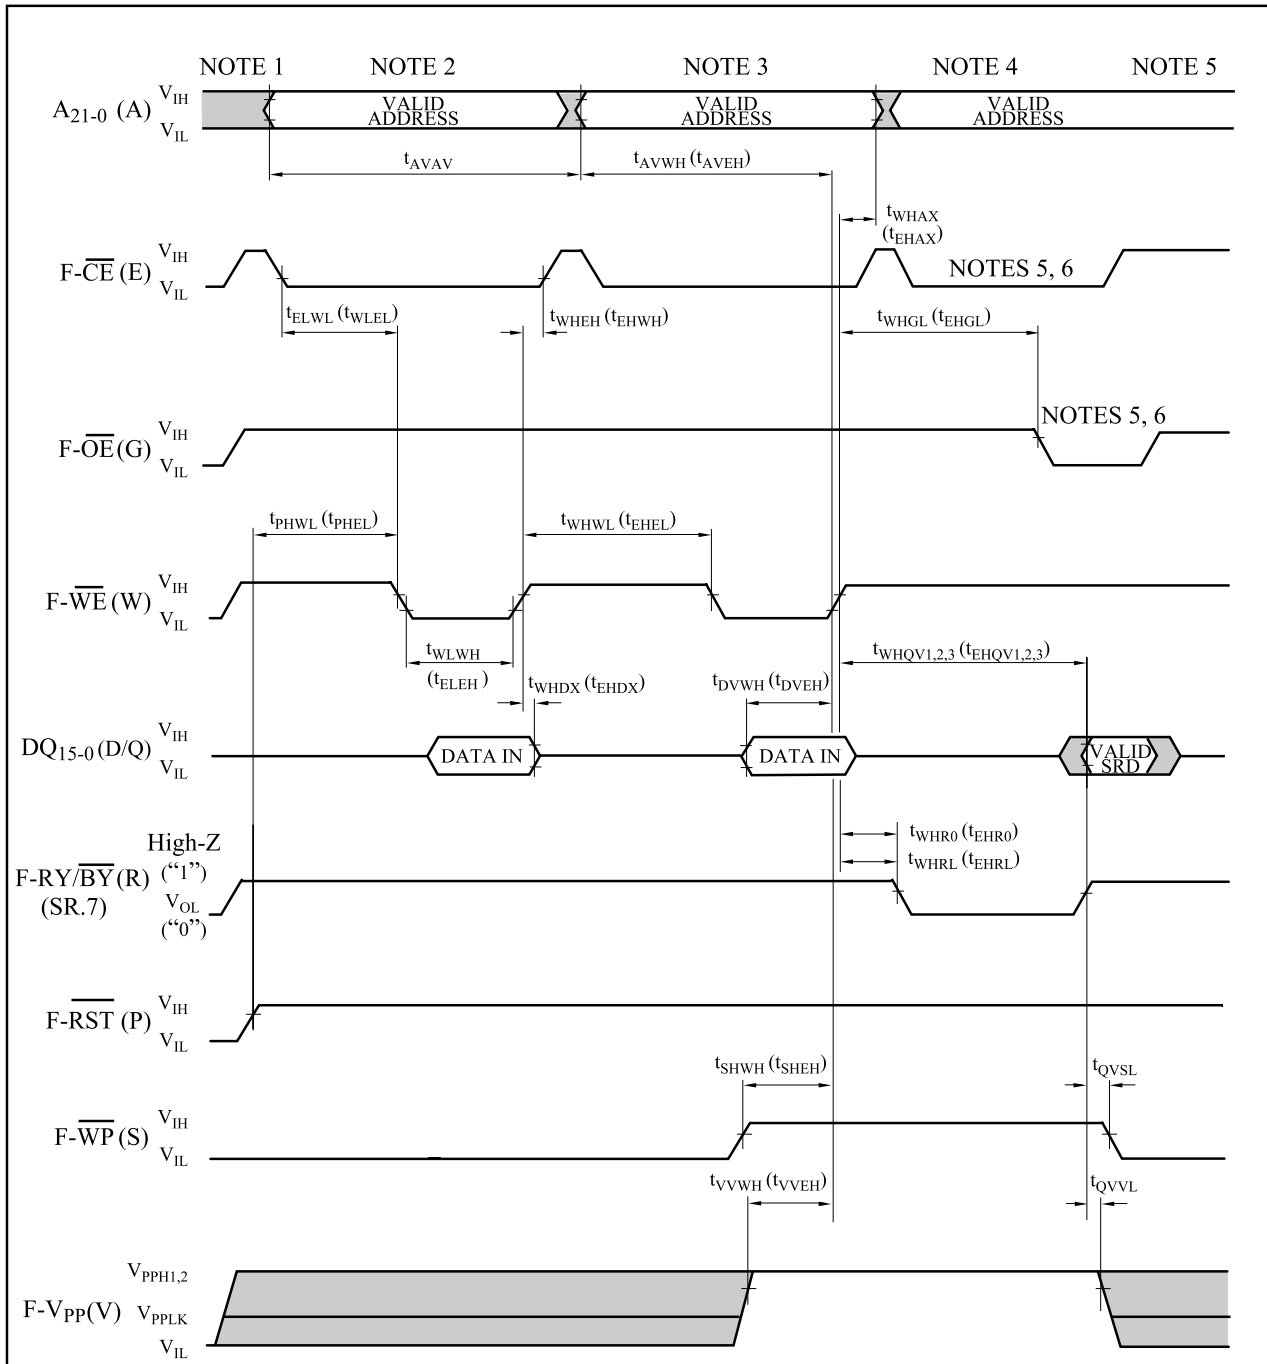 NOTE 1 NOTE 2 NOTE 3 NOTE 4 NOTE 5
A21-0 (A) VIH VIL
VALID ADDRESS
VALID ADDRESS
VALID ADDRESS
tAVAV
tAVWH (tAVEH)
tWHAX
(tEHAX)
F-CE (E) VIH VIL
NOTES 5, 6
tELWL (tWLEL)
tWHEH (tEHWH)
tWHGL (tEHGL)
F-OE (G) VIH VIL
NOTES 5, 6
tPHWL (tPHEL)
tWHWL (tEHEL)
F-WE (W) VIH VIL
tWLWH
(tELEH)
tWHDX (tEHDX)
tDVWH (tDVEH)
tWHQV1,2,3 (tEHQV1,2,3)
DQ15-0 (D/Q) VIH VIL
DATA IN
DATA IN
VALID SRD
tWHR0 (tEHR0)
tWHRL (tEHRL)
High-Z
(“1”)
F-RY/BY (R)
(SR.7)
VOL
(“0”)
F-RST (P) VIH VIL
tSHWH (tSHEH)
tQVSL
F-WP (S) VIH VIL
tVVWH (tVVEH)
tQVVL
F-VPP (V) VPPH1,2 VPPLK VIL